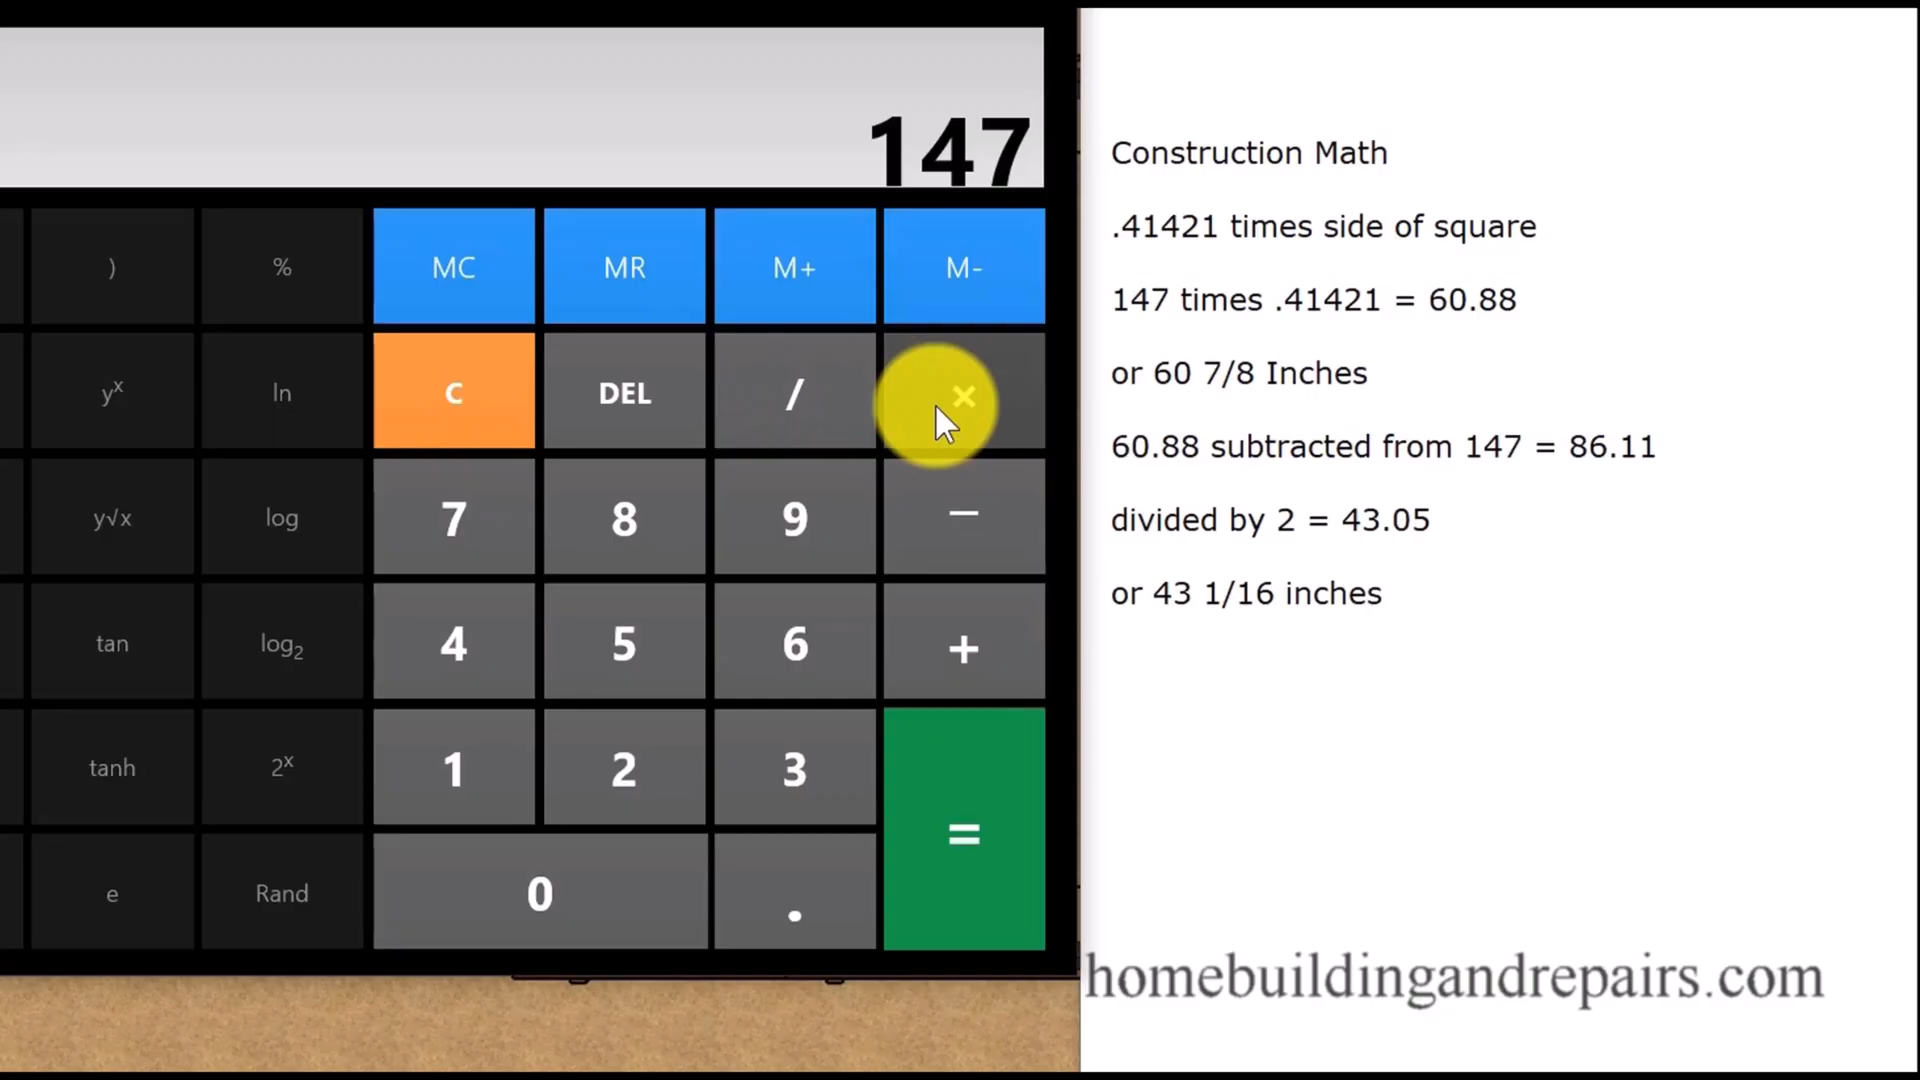 147
Construction Math
.41421 times side of square
147 times .41421 = 60.88
or 60 7/8 Inches
60.88 subtracted from 147 = 86.11
divided by 2 = 43.05
or 43 1/16 inches
) % MC MR M+ M-
yˣ ln C DEL / ×
y√x log 7 8 9 −
tan log₂ 4 5 6 +
tanh 2ˣ 1 2 3 =
e Rand 0 .
homebuildingandrepairs.com